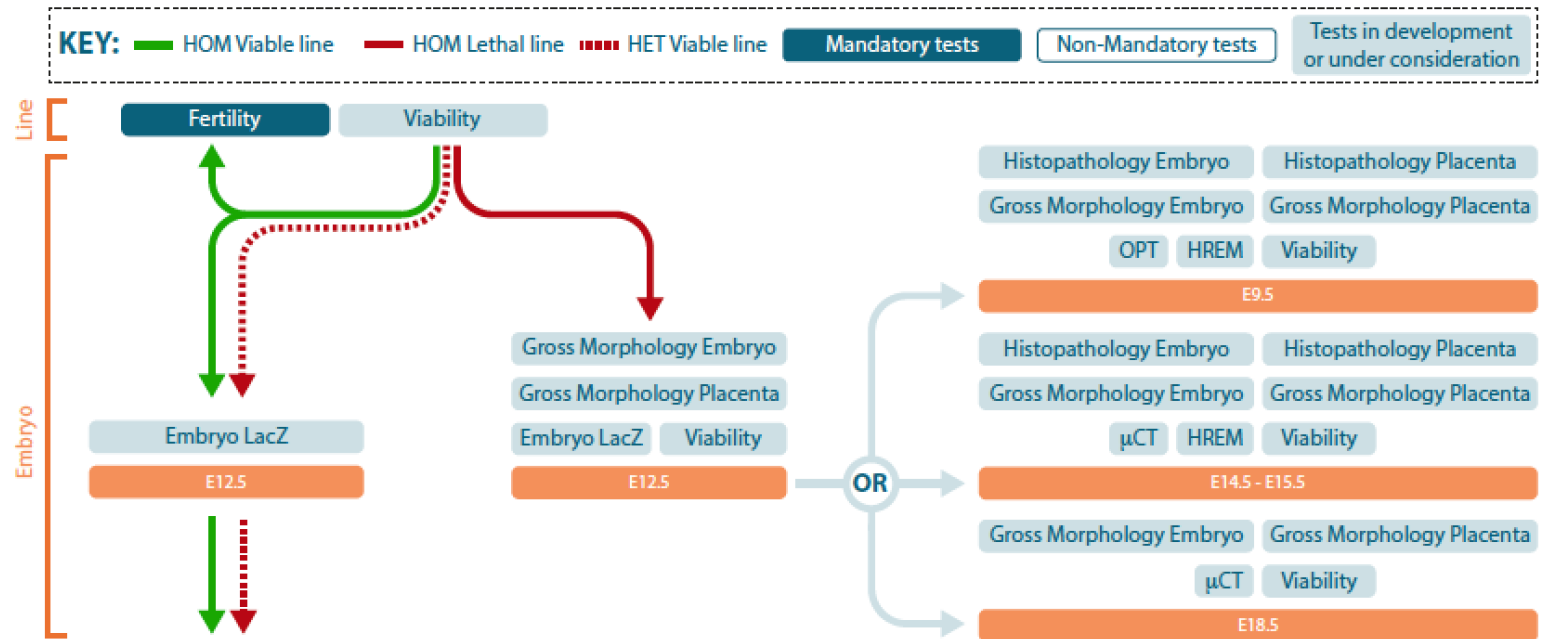 KEY: HOM Viable line HOM Lethal line HET Viable line Mandatory tests Non-Mandatory tests Tests in development
or under consideration
Line
Fertility Viability
Embryo
Histopathology Embryo Histopathology Placenta
Gross Morphology Embryo Gross Morphology Placenta
OPT HREM Viability
E9.5
Gross Morphology Embryo
Gross Morphology Placenta
Embryo LacZ Viability
E12.5
Embryo LacZ
E12.5
OR
Histopathology Embryo Histopathology Placenta
Gross Morphology Embryo Gross Morphology Placenta
μCT HREM Viability
E14.5 - E15.5
Gross Morphology Embryo Gross Morphology Placenta
μCT Viability
E18.5